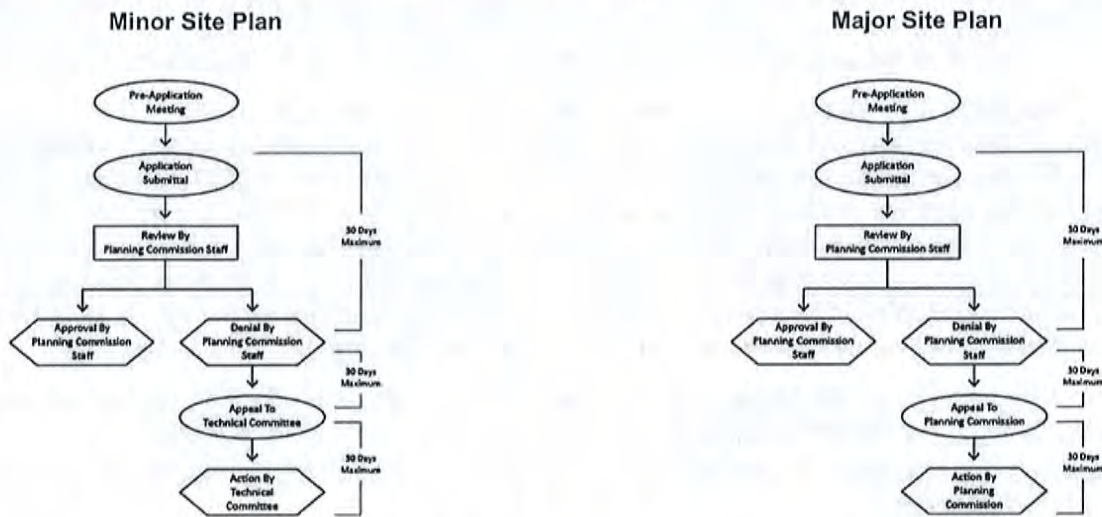 Minor Site Plan
Pre-Application
Meeting
Application
Submittal
Review By
Planning Commission Staff
30 Days
Maximum
Approval By
Planning Commission
Staff
Denial By
Planning Commission
Staff
30 Days
Maximum
Appeal To
Technical Committee
30 Days
Maximum
Action By
Technical
Committee
Major Site Plan
Pre-Application
Meeting
Application
Submittal
Review By
Planning Commission Staff
30 Days
Maximum
Approval By
Planning Commission
Staff
Denial By
Planning Commission
Staff
30 Days
Maximum
Appeal To
Planning Commission
30 Days
Maximum
Action By
Planning
Commission